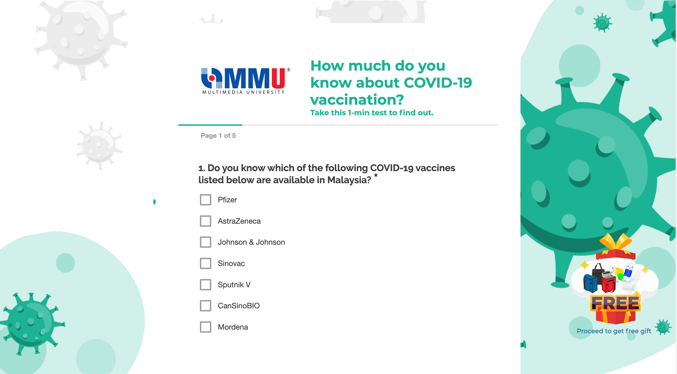 MMU®
MULTIMEDIA UNIVERSITY
How much do you
know about COVID-19
vaccination?
Take this 1-min test to find out.
Page 1 of 5
1. Do you know which of the following COVID-19 vaccines
listed below are available in Malaysia? *
Pfizer
AstraZeneca
Johnson & Johnson
Sinovac
Sputnik V
CanSinoBIO
Mordena
FREE
Proceed to get free gift